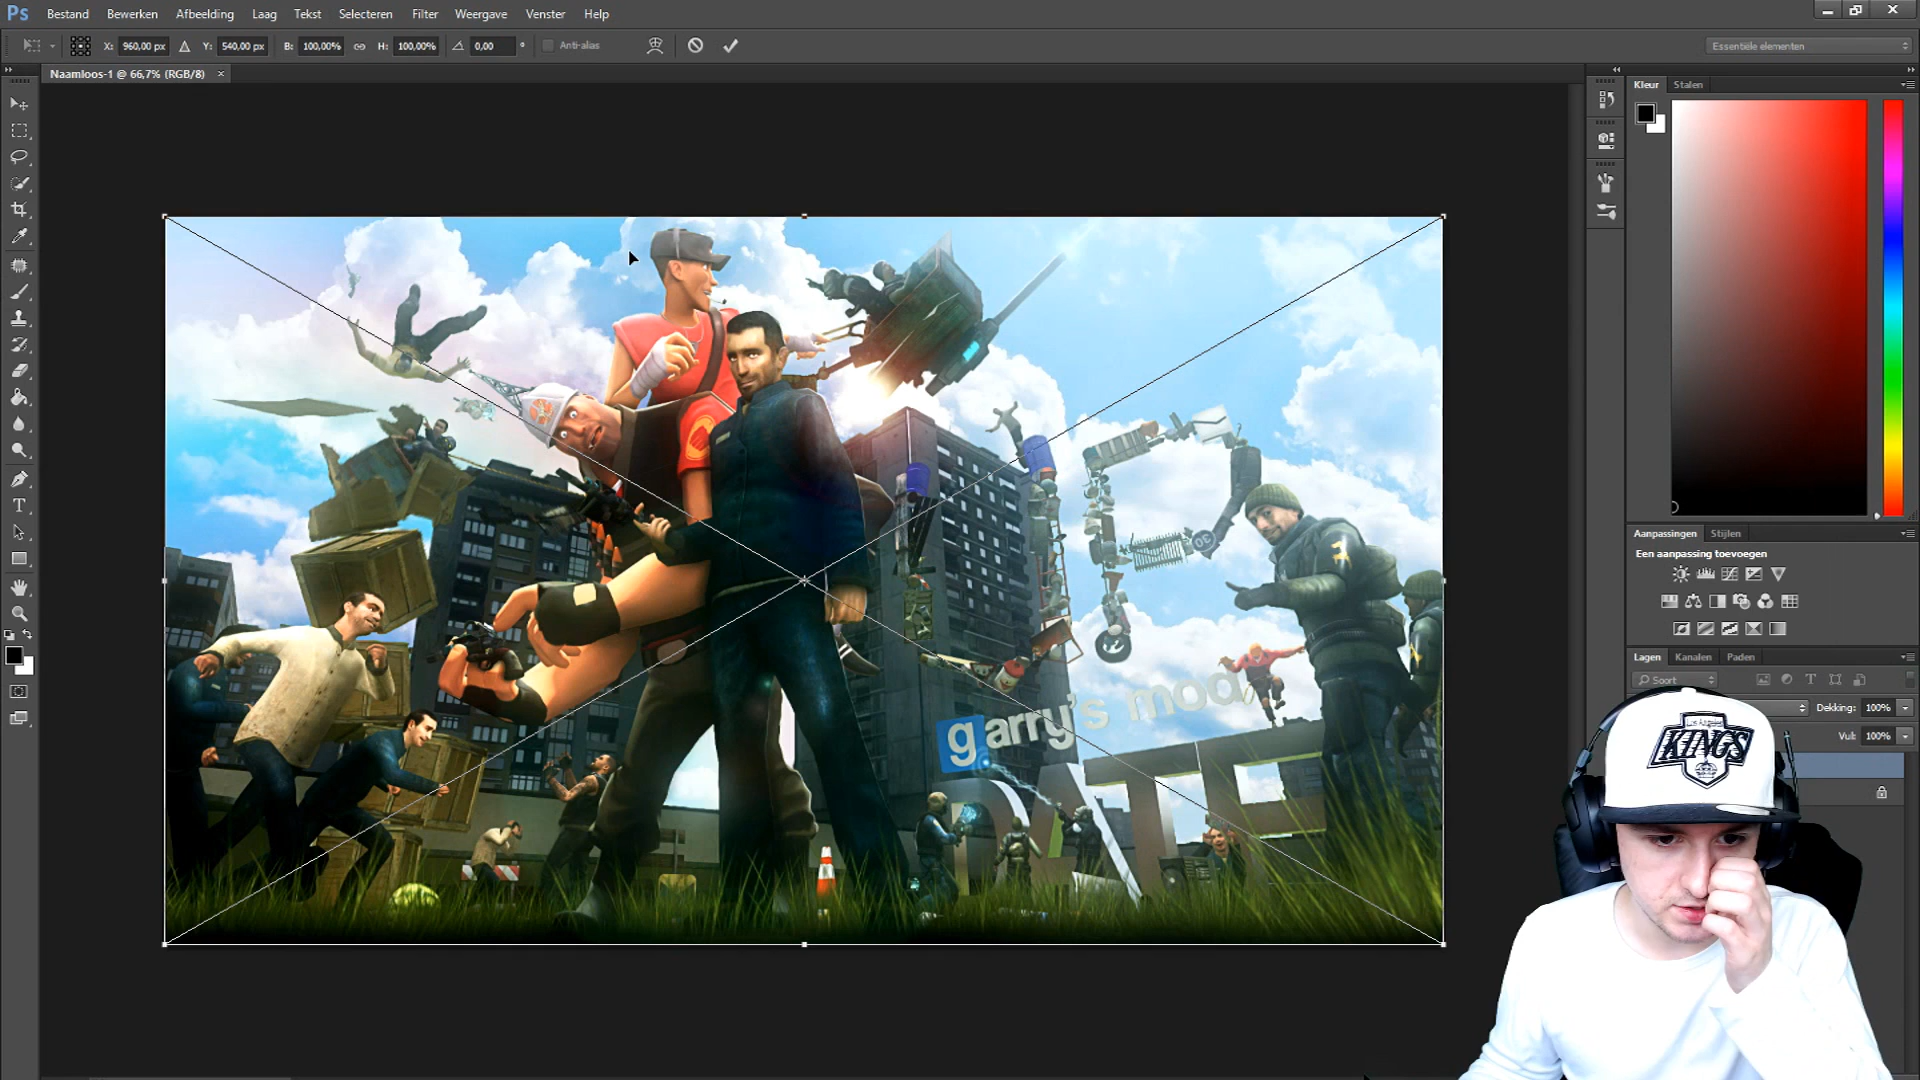 Ps Bestand Bewerken Afbeelding Laag Tekst Selecteren Filter Weergave Venster Help
X: 960,00 px Y: 540,00 px B: 100,00% H: 100,00% 0,00 ° Anti-alias Essentiële elementen
Naamloos-1 @ 66,7% (RGB/8) ×
Kleur Stalen
Aanpassingen Stijlen
Een aanpassing toevoegen
Lagen Kanalen Paden
Soort
Dekking: 100%
Vul: 100%
garry's mod
Los Angeles
KINGS